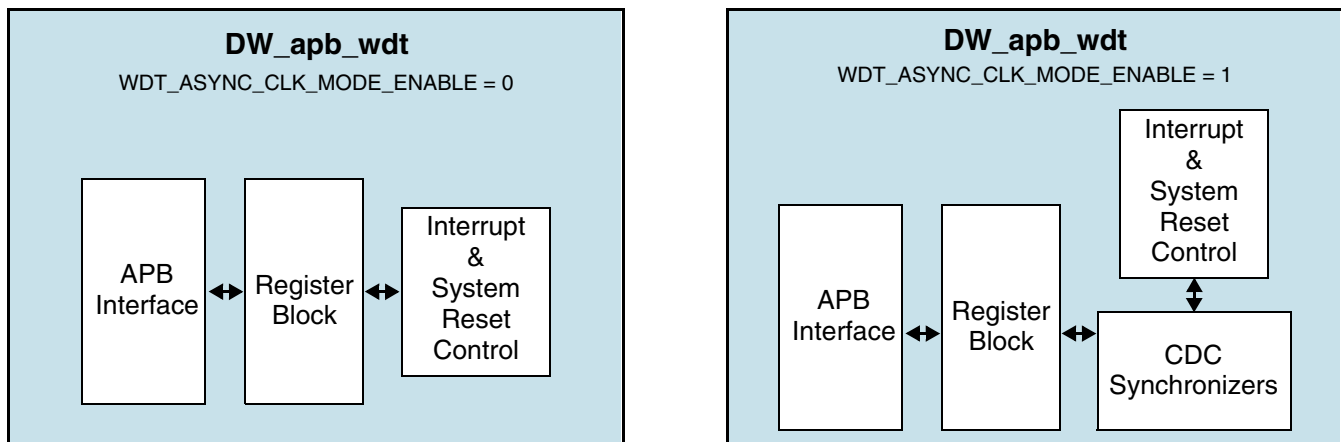 DW_apb_wdt
WDT_ASYNC_CLK_MODE_ENABLE = 0
APB
Interface
Register
Block
Interrupt
&
System
Reset
Control
DW_apb_wdt
WDT_ASYNC_CLK_MODE_ENABLE = 1
Interrupt
&
System
Reset
Control
APB
Interface
Register
Block
CDC
Synchronizers